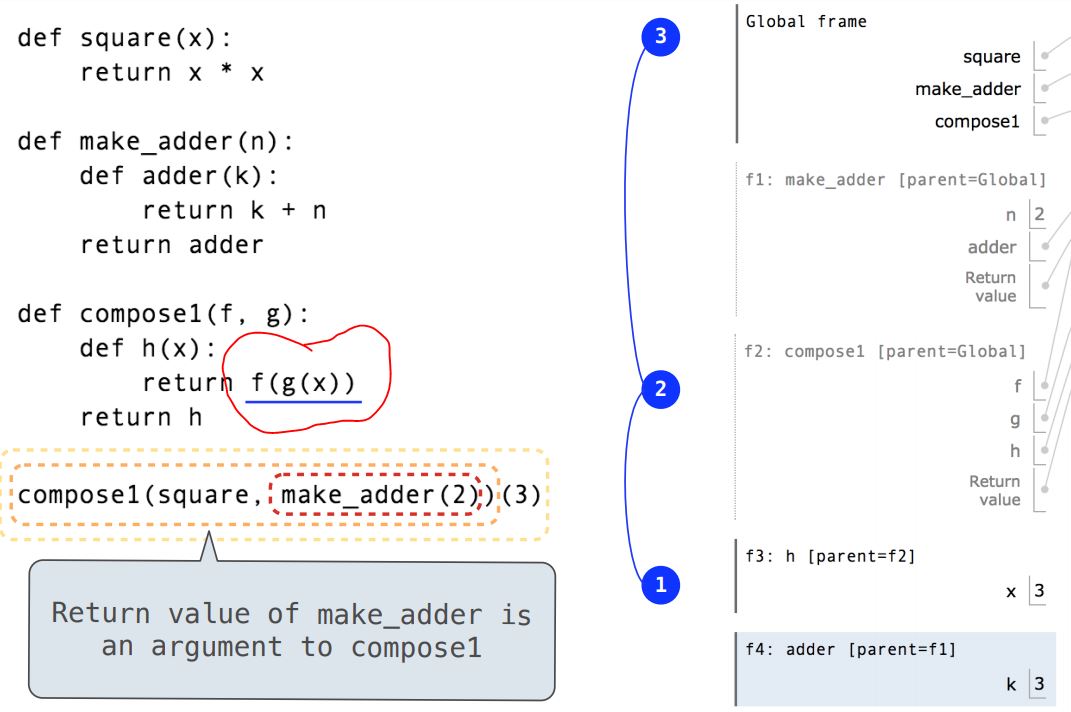 def square(x):
    return x * x
def make_adder(n):
    def adder(k):
        return k + n
    return adder
def compose1(f, g):
    def h(x):
        return f(g(x))
    return h
compose1(square, make_adder(2))(3)
Return value of make_adder is
an argument to compose1
3
2
1
Global frame
square
make_adder
compose1
f1: make_adder [parent=Global]
n 2
adder
Return
value
f2: compose1 [parent=Global]
f
g
h
Return
value
f3: h [parent=f2]
x 3
f4: adder [parent=f1]
k 3